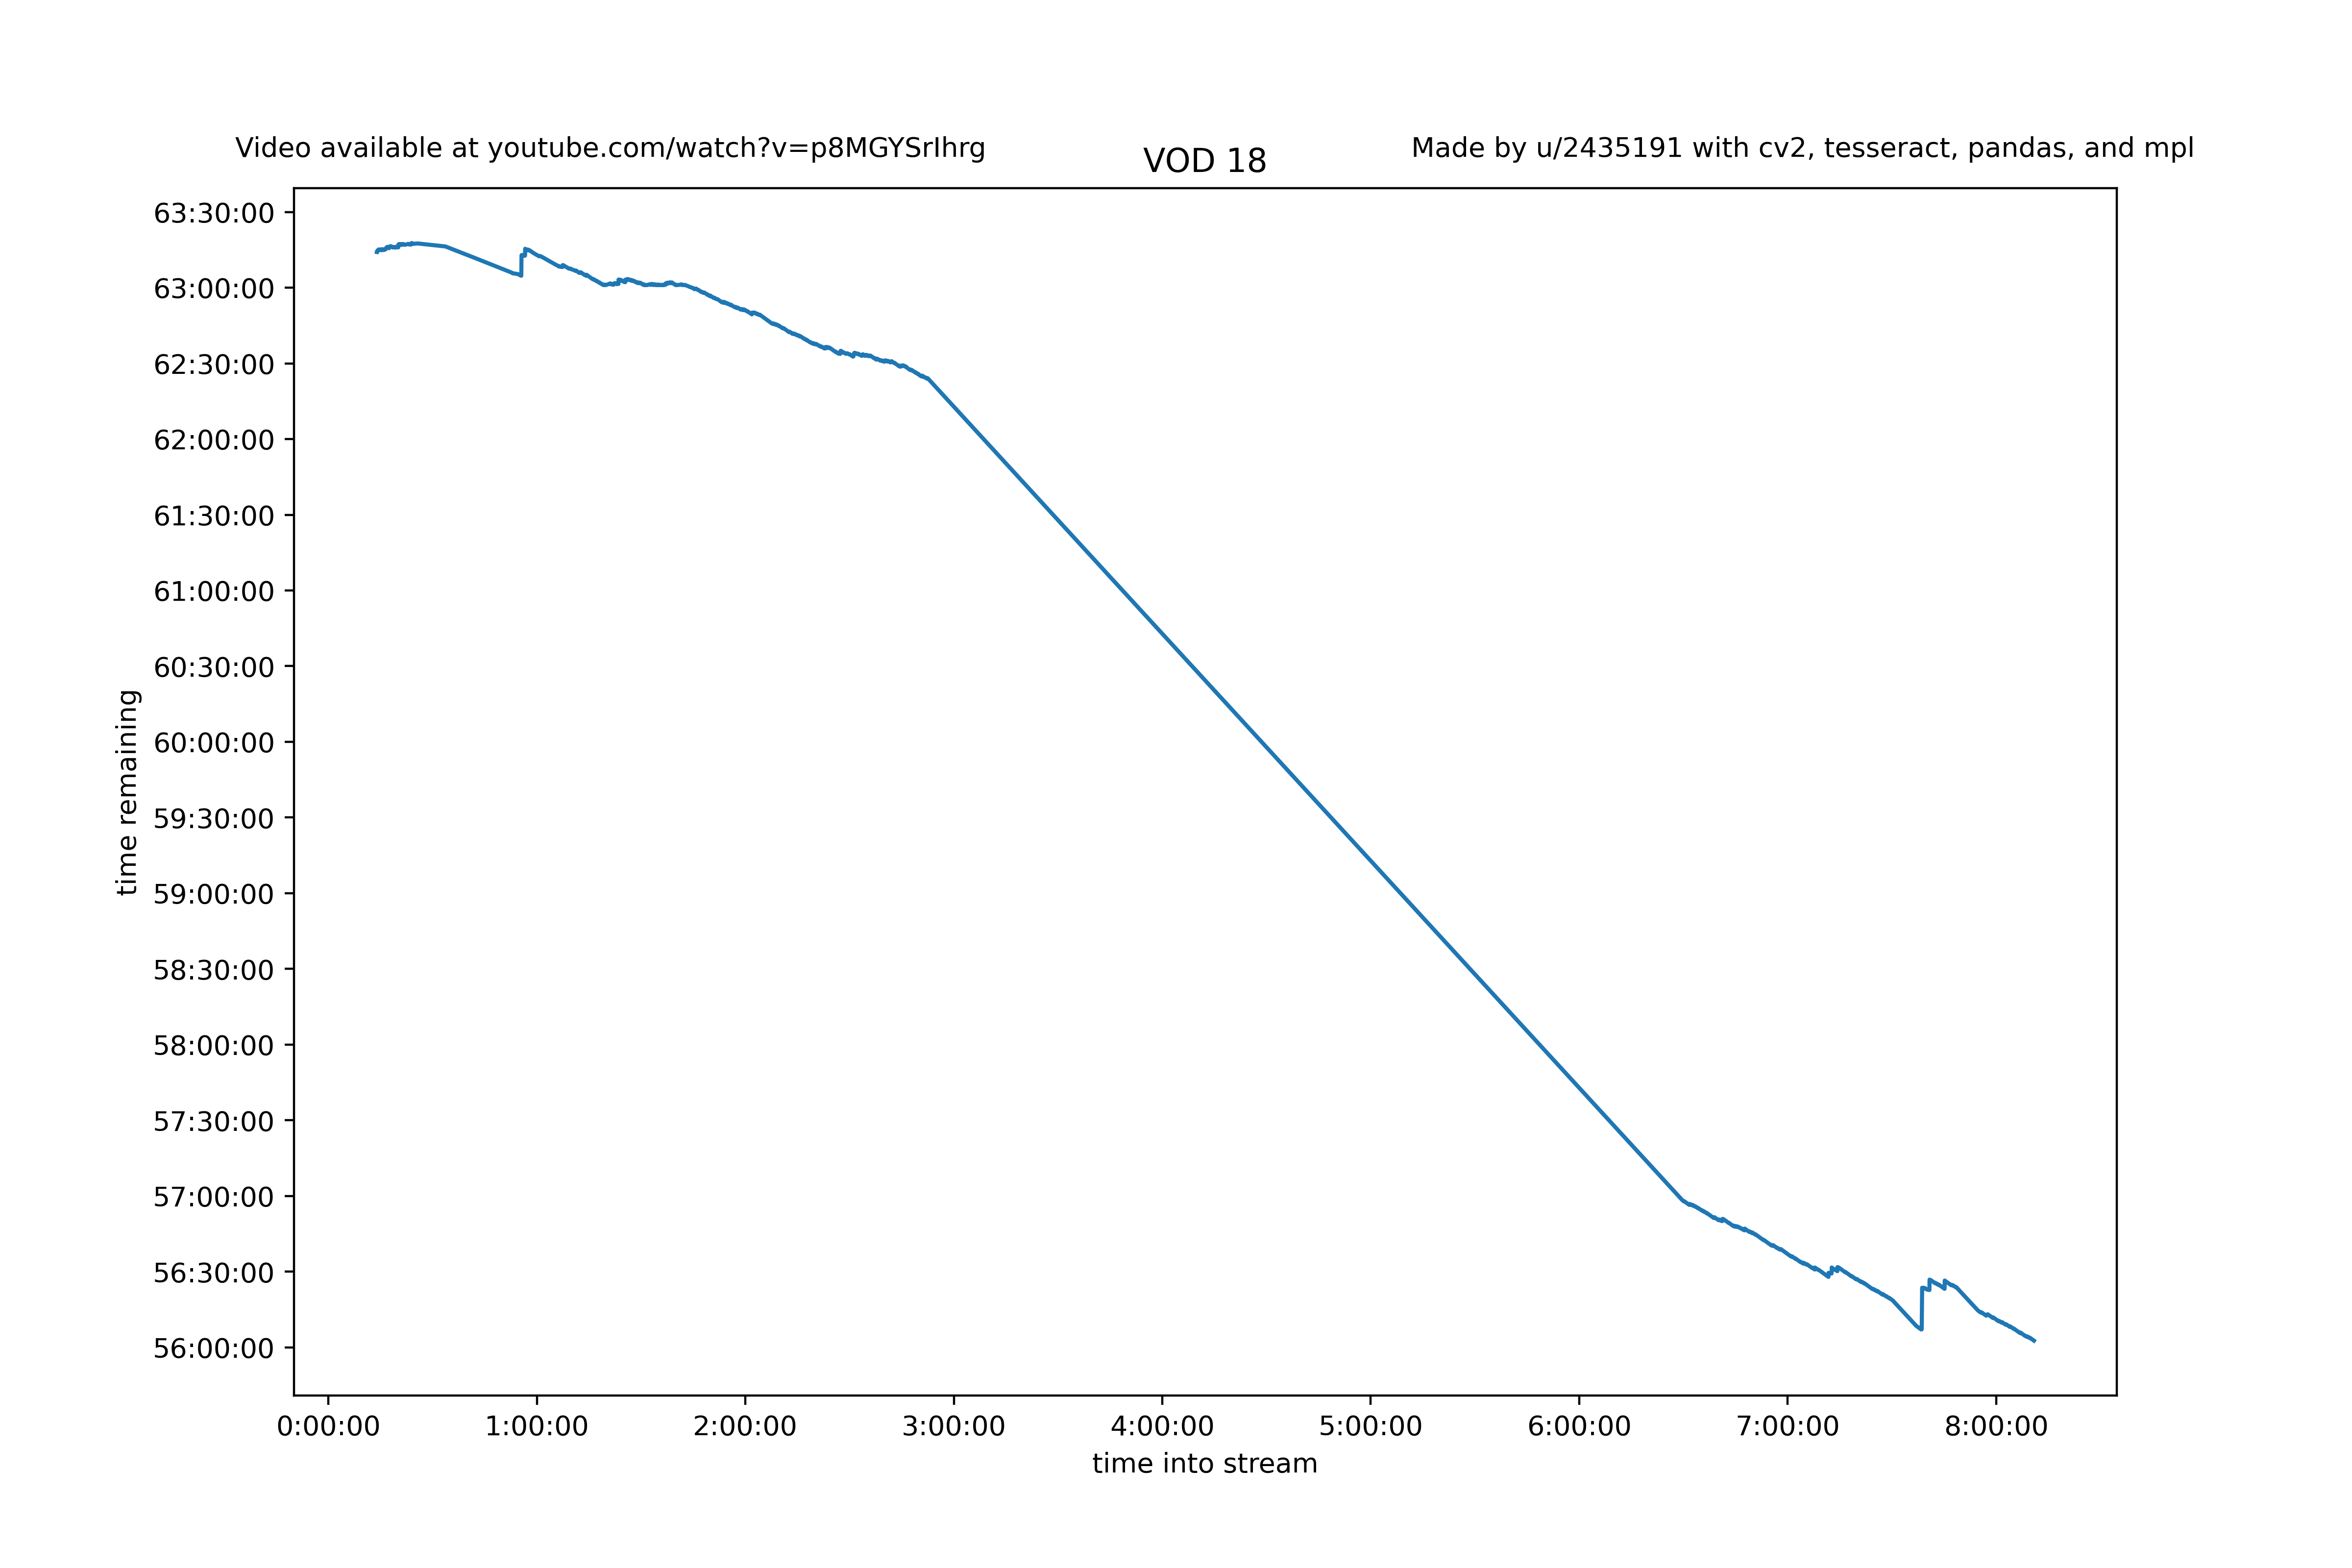 Video available at youtube.com/watch?v=p8MGYSrIhrg
VOD 18
Made by u/2435191 with cv2, tesseract, pandas, and mpl
63:30:00
63:00:00
62:30:00
62:00:00
61:30:00
61:00:00
60:30:00
60:00:00
59:30:00
59:00:00
58:30:00
58:00:00
57:30:00
57:00:00
56:30:00
56:00:00
time remaining
0:00:00 1:00:00 2:00:00 3:00:00 4:00:00 5:00:00 6:00:00 7:00:00 8:00:00
time into stream